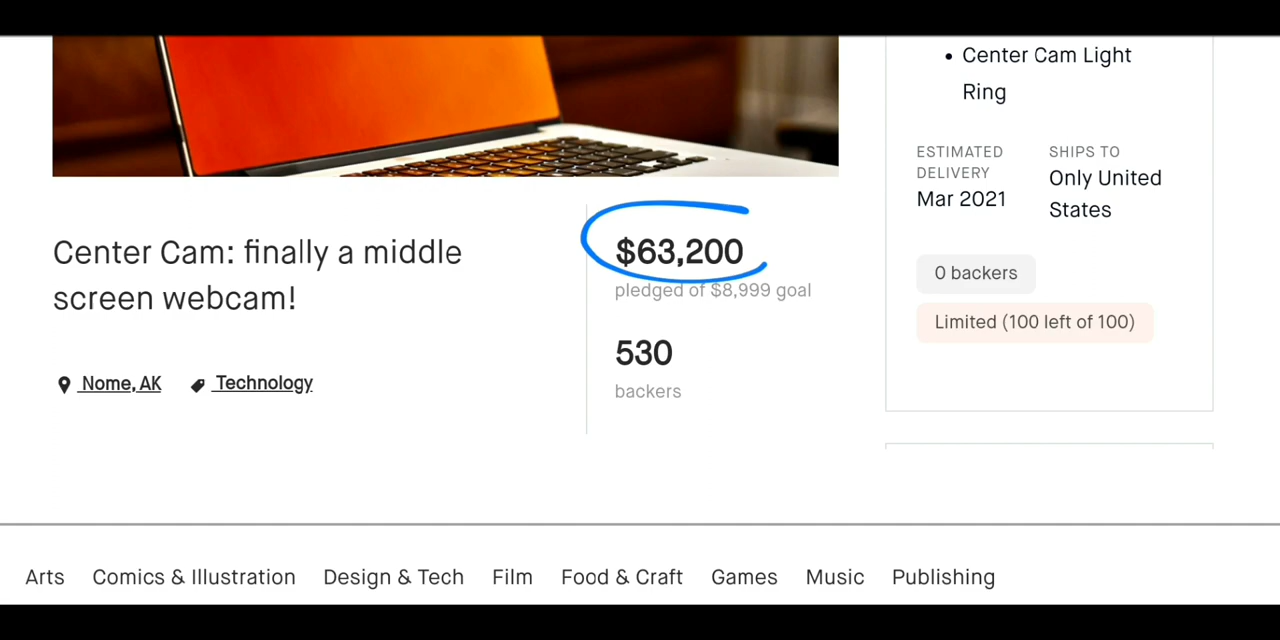 Center Cam: finally a middle
screen webcam!
Nome, AK
Technology
$63,200
pledged of $8,999 goal
530
backers
• Center Cam Light
Ring
ESTIMATED
DELIVERY
Mar 2021
SHIPS TO
Only United
States
0 backers
Limited (100 left of 100)
Arts Comics & Illustration Design & Tech Film Food & Craft Games Music Publishing